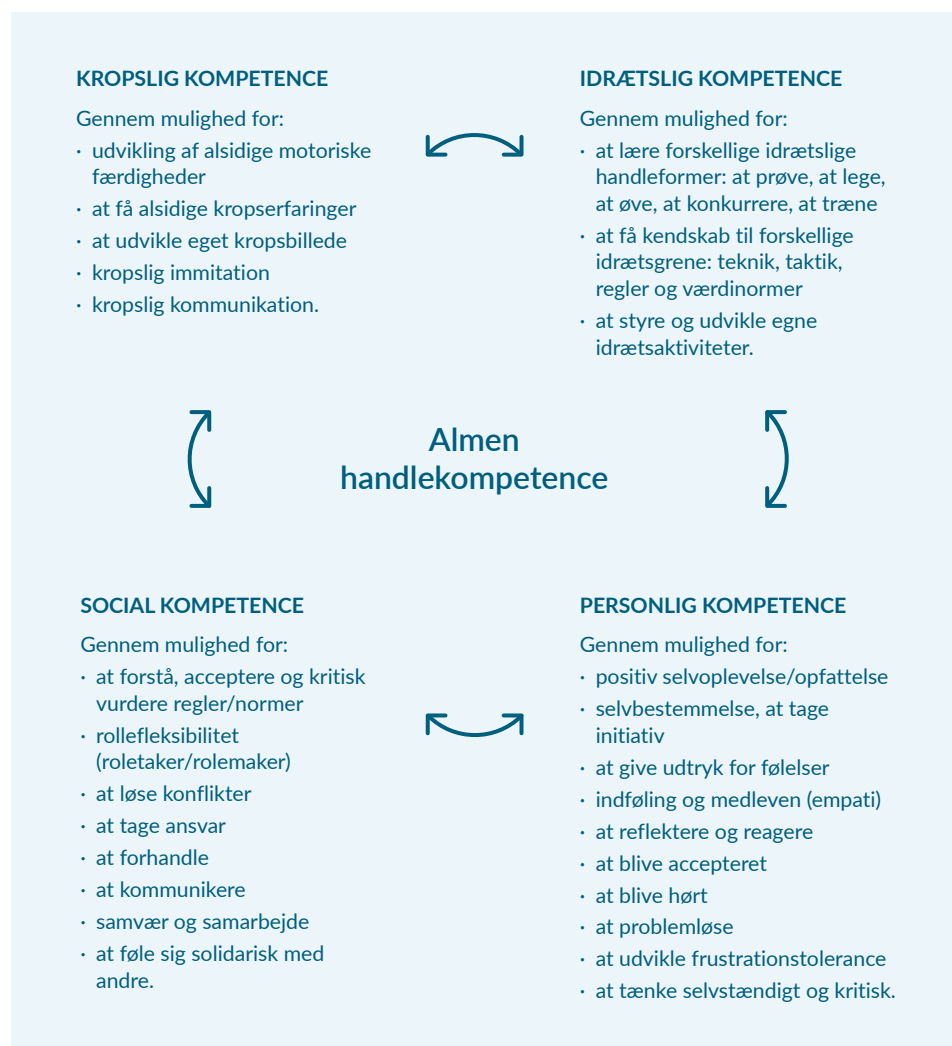 KROPSLIG KOMPETENCE
Gennem mulighed for:
· udvikling af alsidige motoriske
færdigheder
· at få alsidige kropserfaringer
· at udvikle eget kropsbillede
· kropslig immitation
· kropslig kommunikation.
IDRÆTSLIG KOMPETENCE
Gennem mulighed for:
· at lære forskellige idrætslige
handleformer: at prøve, at lege,
at øve, at konkurrere, at træne
· at få kendskab til forskellige
idrætsgrene: teknik, taktik,
regler og værdinormer
· at styre og udvikle egne
idrætsaktiviteter.
Almen
handlekompetence
SOCIAL KOMPETENCE
Gennem mulighed for:
· at forstå, acceptere og kritisk
vurdere regler/normer
· rollefleksibilitet
(roletaker/rolemaker)
· at løse konflikter
· at tage ansvar
· at forhandle
· at kommunikere
· samvær og samarbejde
· at føle sig solidarisk med
andre.
PERSONLIG KOMPETENCE
Gennem mulighed for:
· positiv selvoplevelse/opfattelse
· selvbestemmelse, at tage
initiativ
· at give udtryk for følelser
· indføling og medleven (empati)
· at reflektere og reagere
· at blive accepteret
· at blive hørt
· at problemløse
· at udvikle frustrationstolerance
· at tænke selvstændigt og kritisk.